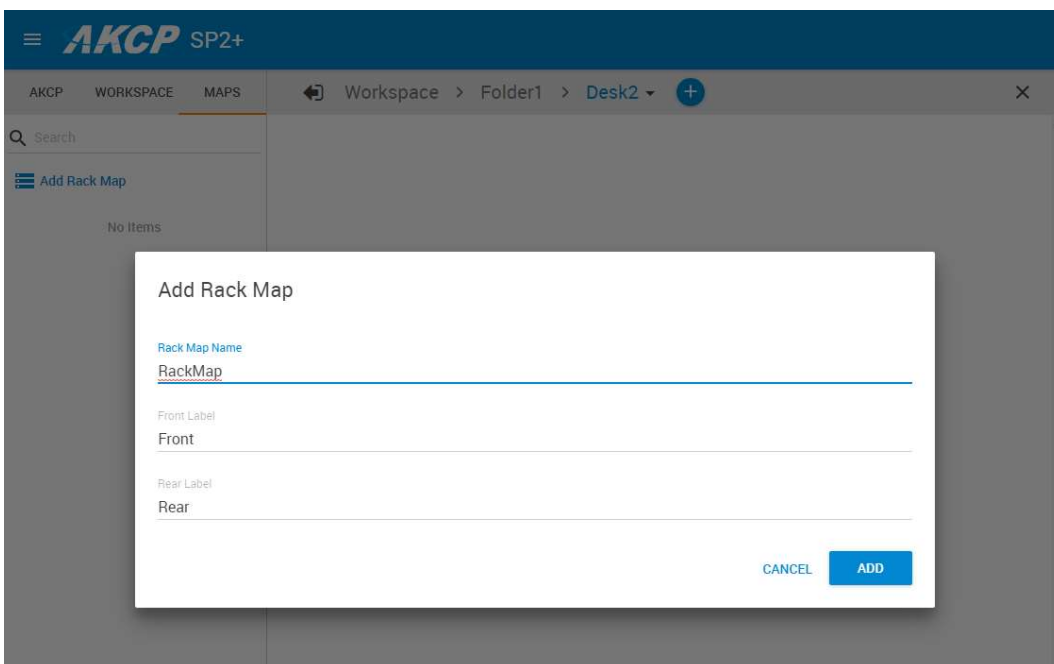 AKCP SP2+
AKCP WORKSPACE MAPS
Workspace > Folder1 > Desk2
Search
Add Rack Map
No Items
Add Rack Map
Rack Map Name
RackMap
Front Label
Front
Rear Label
Rear
CANCEL ADD